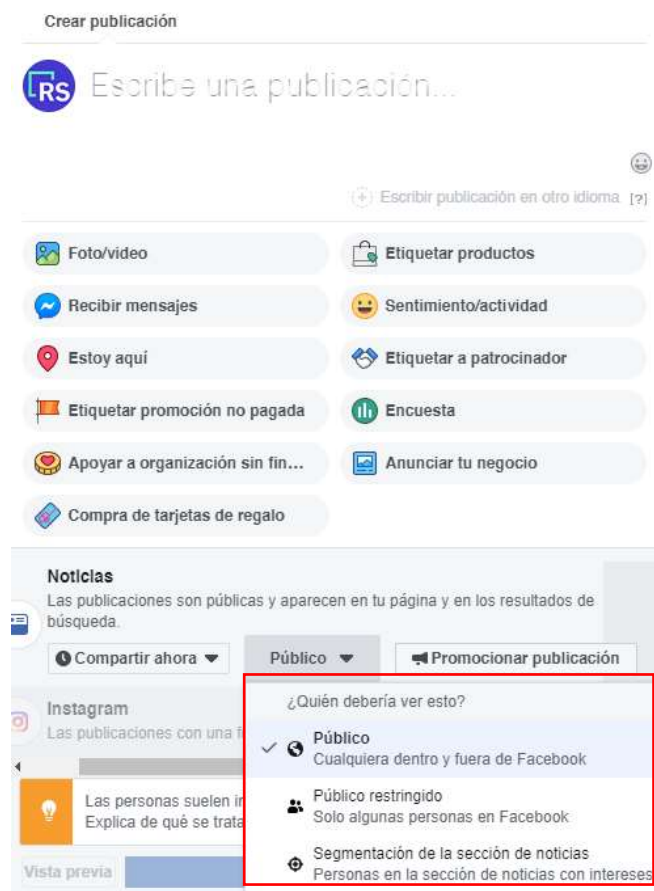 Crear publicación
RS
Escribe una publicación...
Escribir publicación en otro idioma [?]
Foto/video
Etiquetar productos
Recibir mensajes
Sentimiento/actividad
Estoy aquí
Etiquetar a patrocinador
Etiquetar promoción no pagada
Encuesta
Apoyar a organización sin fin...
Anunciar tu negocio
Compra de tarjetas de regalo
Noticias
Las publicaciones son públicas y aparecen en tu página y en los resultados de
búsqueda.
Compartir ahora
Público
Promocionar publicación
¿Quién debería ver esto?
Instagram
Las publicaciones con una
Público
Cualquiera dentro y fuera de Facebook
Público restringido
Solo algunas personas en Facebook
Las personas suelen
Explica de qué se trata
Segmentación de la sección de noticias
Personas en la sección de noticias con intereses
Vista previa